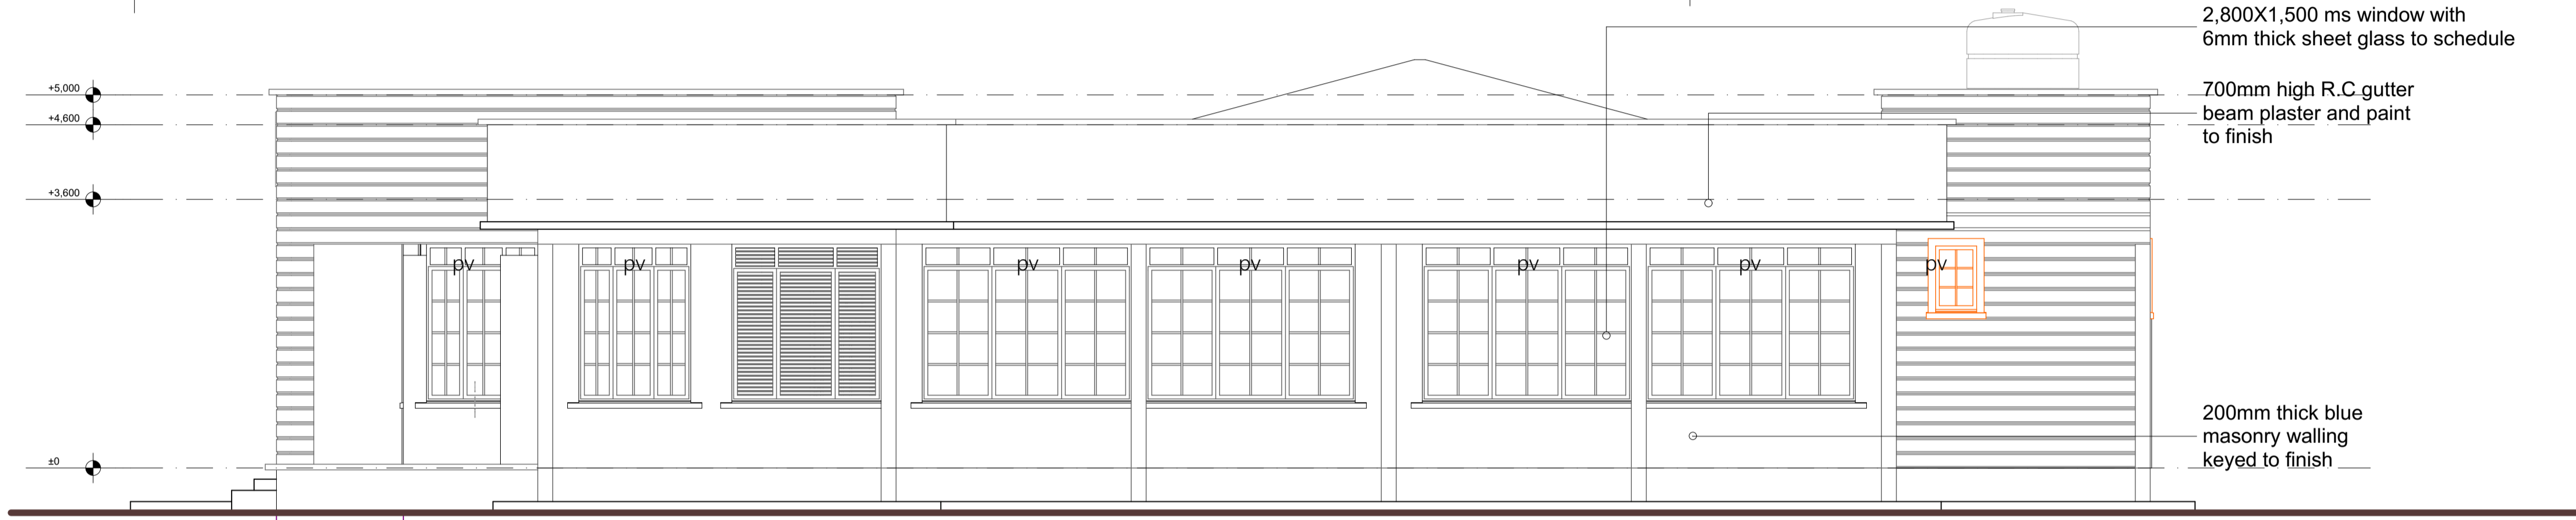 2,800X1,500 ms window with
6mm thick sheet glass to schedule
+5,000
700mm high R.C gutter
beam plaster and paint
to finish
+4,600
+3,600
pv
pv
pv
pv
pv
pv
pv
200mm thick blue
masonry walling
keyed to finish
±0